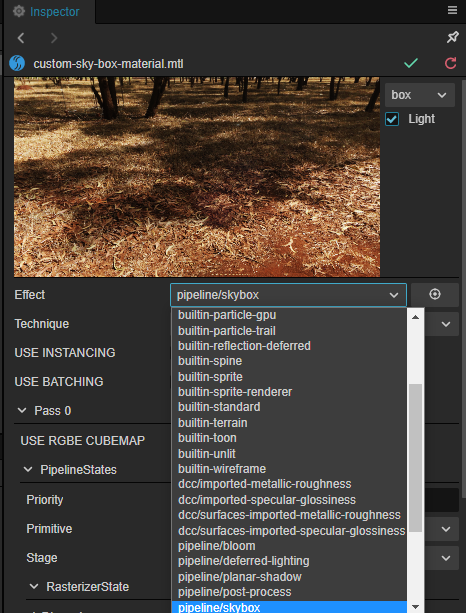 Inspector
custom-sky-box-material.mtl
box
Light
Effect
pipeline/skybox
Technique
USE INSTANCING
USE BATCHING
Pass 0
USE RGBE CUBEMAP
PipelineStates
Priority
Primitive
Stage
RasterizerState
builtin-particle-gpu
builtin-particle-trail
builtin-reflection-deferred
builtin-spine
builtin-sprite
builtin-sprite-renderer
builtin-standard
builtin-terrain
builtin-toon
builtin-unlit
builtin-wireframe
dcc/imported-metallic-roughness
dcc/imported-specular-glossiness
dcc/surfaces-imported-metallic-roughness
dcc/surfaces-imported-specular-glossiness
pipeline/bloom
pipeline/deferred-lighting
pipeline/planar-shadow
pipeline/post-process
pipeline/skybox